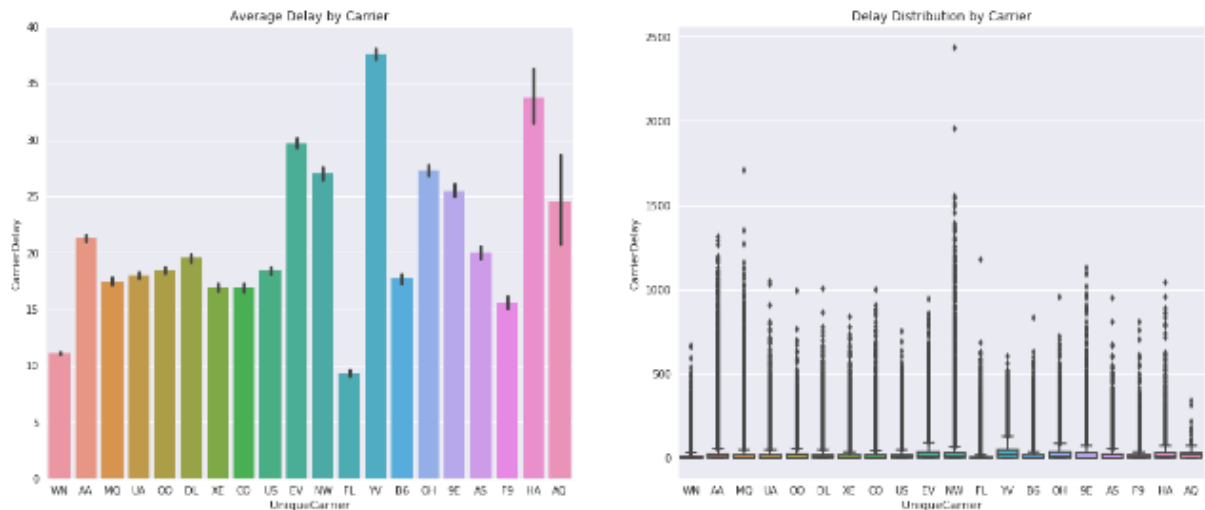 Average Delay by Carrier
40
35
30
25
20
15
10
5
0
CarrierDelay
WN AA MQ UA OO DL XE CO US EV NW FL YV B6 OH 9E AS F9 HA AQ
UniqueCarrier
Delay Distribution by Carrier
2500
2000
1500
1000
500
0
CarrierDelay
WN AA MQ UA OO DL XE CO US EV NW FL YV B6 OH 9E AS F9 HA AQ
UniqueCarrier